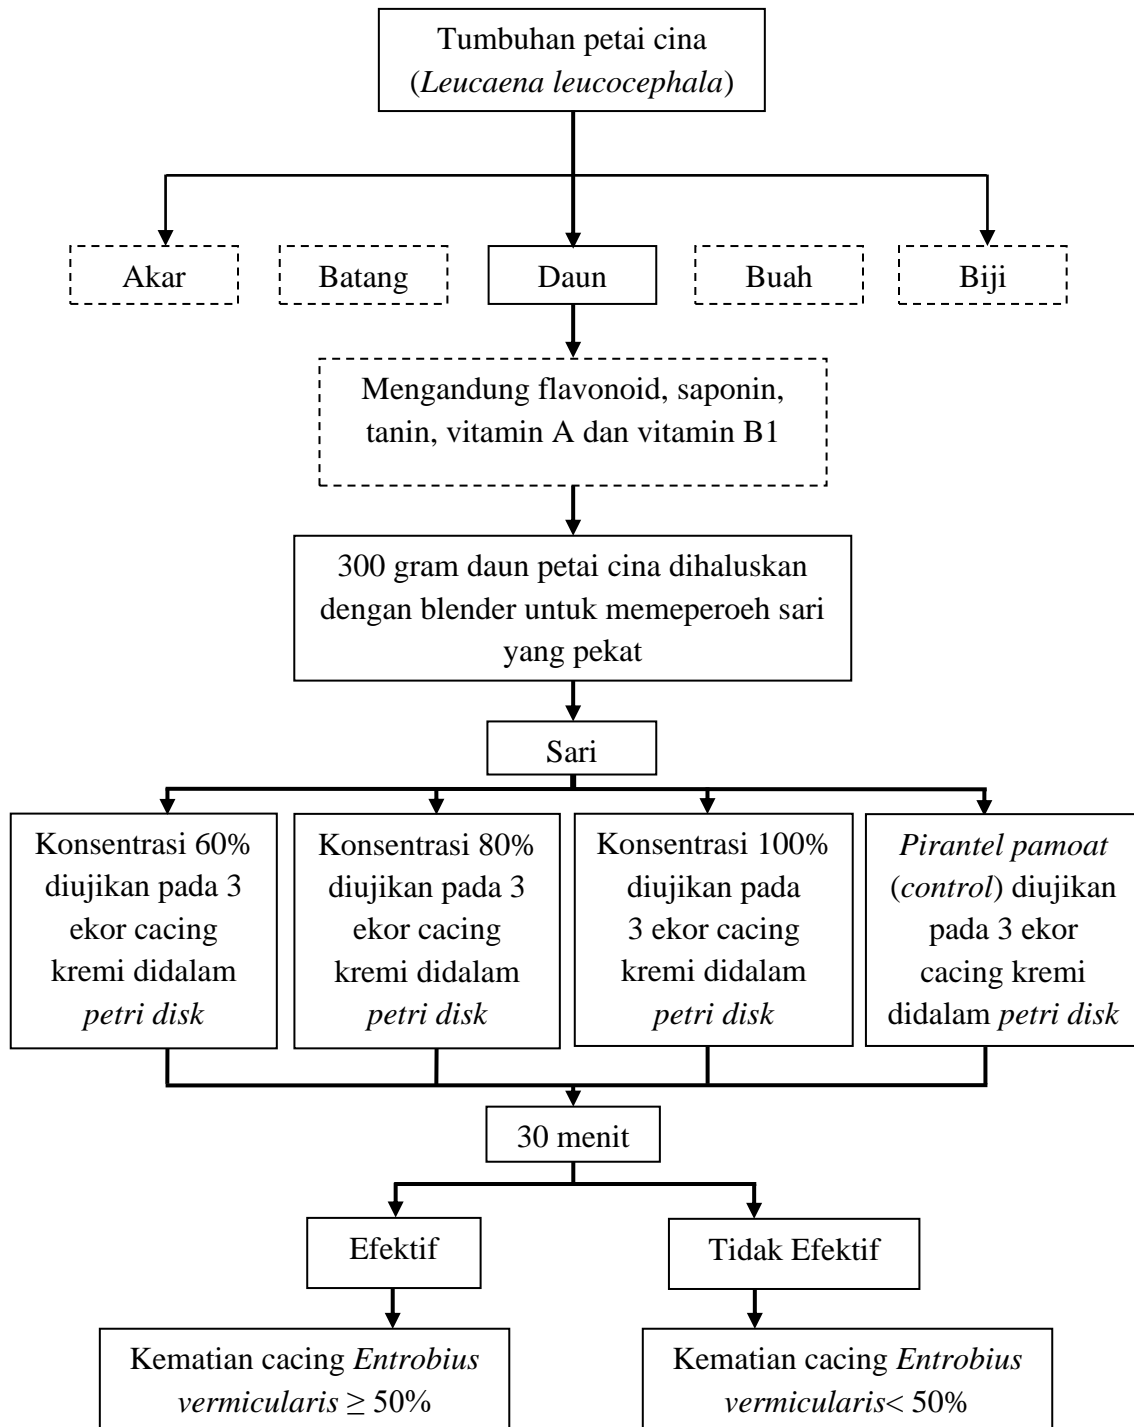 Tumbuhan petai cina
(Leucaena leucocephala)
Akar
Batang
Daun
Buah
Biji
Mengandung flavonoid, saponin,
tanin, vitamin A dan vitamin B1
300 gram daun petai cina dihaluskan
dengan blender untuk memeperoeh sari
yang pekat
Sari
Konsentrasi 60%
diujikan pada 3
ekor cacing
kremi didalam
petri disk
Konsentrasi 80%
diujikan pada 3
ekor cacing
kremi didalam
petri disk
Konsentrasi 100%
diujikan pada
3 ekor cacing
kremi didalam
petri disk
Pirantel pamoat
(control) diujikan
pada 3 ekor
cacing kremi
didalam petri disk
30 menit
Efektif
Tidak Efektif
Kematian cacing Entrobius
vermicularis ≥ 50%
Kematian cacing Entrobius
vermicularis< 50%